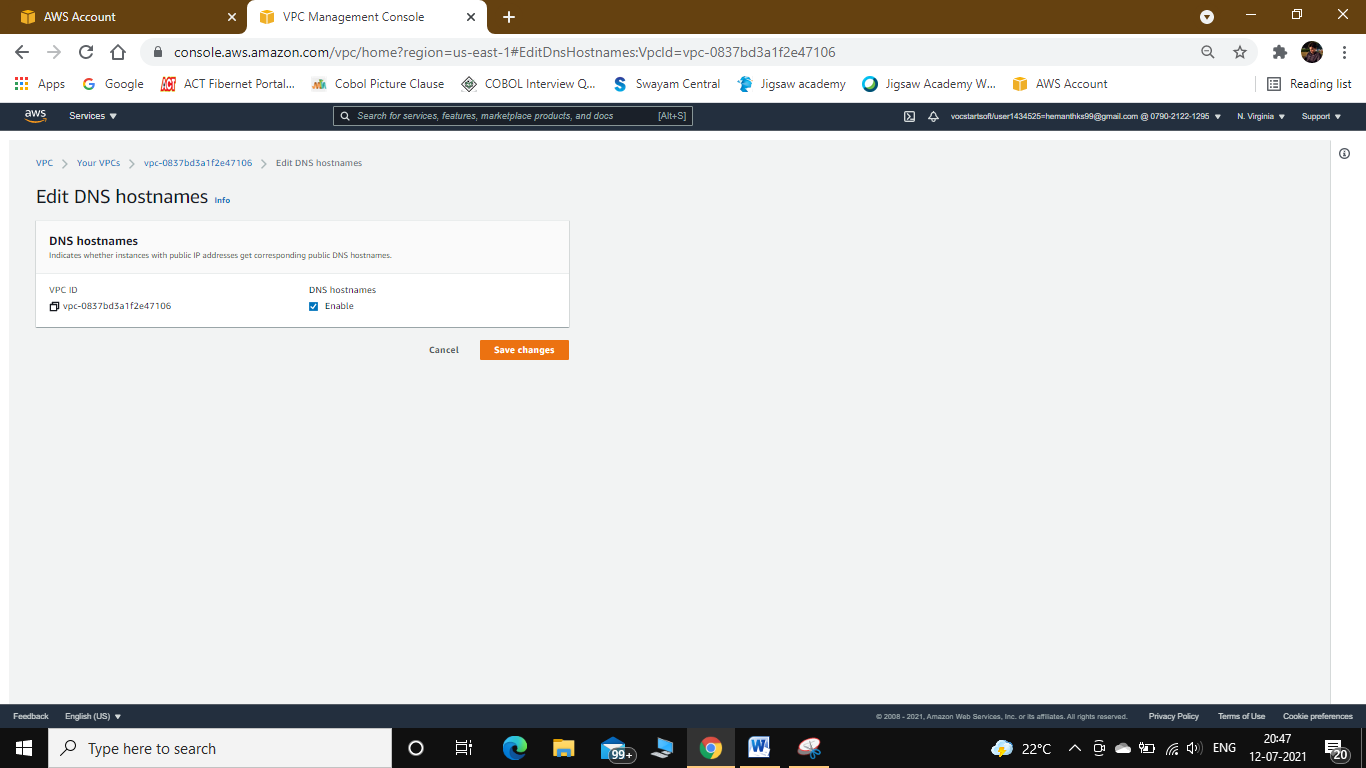 AWS Account
VPC Management Console
console.aws.amazon.com/vpc/home?region=us-east-1#EditDnsHostnames:VpcId=vpc-0837bd3a1f2e47106
Apps Google ACT Fibernet Portal... Cobol Picture Clause COBOL Interview Q... Swayam Central Jigsaw academy Jigsaw Academy W... AWS Account Reading list
aws Services Search for services, features, marketplace products, and docs [Alt+S] vocstartsoft/user1434525=hemanthks99@gmail.com @ 0790-2122-1295 N. Virginia Support
VPC Your VPCs vpc-0837bd3a1f2e47106 Edit DNS hostnames
Edit DNS hostnames Info
DNS hostnames
Indicates whether instances with public IP addresses get corresponding public DNS hostnames.
VPC ID DNS hostnames
vpc-0837bd3a1f2e47106 Enable
Cancel Save changes
Feedback English (US) © 2008 - 2021, Amazon Web Services, Inc. or its affiliates. All rights reserved. Privacy Policy Terms of Use Cookie preferences
Type here to search 99+ 22°C ENG 20:47
12-07-2021 20